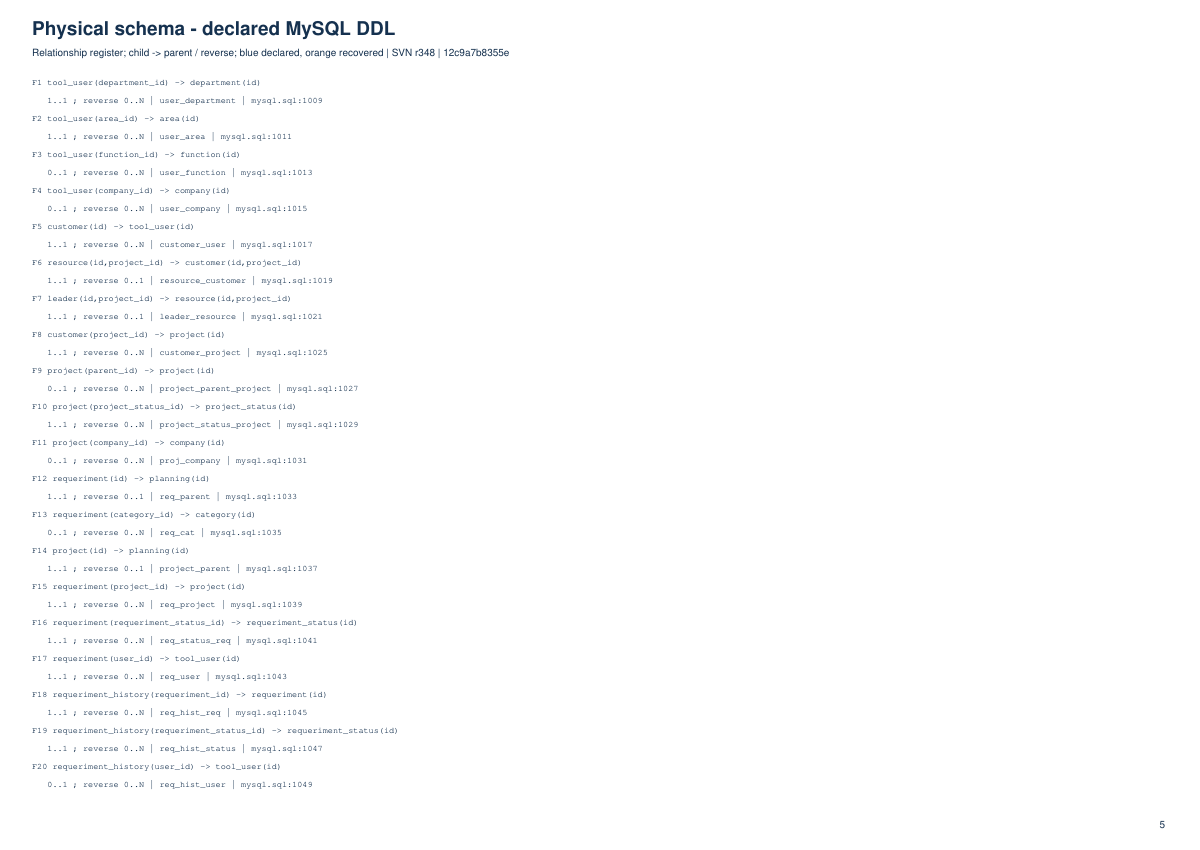 Physical schema - declared MySQL DDL
Relationship register; child -> parent / reverse; blue declared, orange recovered | SVN r348 | 12c9a7b8355e
F1 tool_user(department_id) -> department(id)
1..1 ; reverse 0..N | user_department | mysql.sql:1009
F2 tool_user(area_id) -> area(id)
1..1 ; reverse 0..N | user_area | mysql.sql:1011
F3 tool_user(function_id) -> function(id)
0..1 ; reverse 0..N | user_function | mysql.sql:1013
F4 tool_user(company_id) -> company(id)
0..1 ; reverse 0..N | user_company | mysql.sql:1015
F5 customer(id) -> tool_user(id)
1..1 ; reverse 0..N | customer_user | mysql.sql:1017
F6 resource(id,project_id) -> customer(id,project_id)
1..1 ; reverse 0..1 | resource_customer | mysql.sql:1019
F7 leader(id,project_id) -> resource(id,project_id)
1..1 ; reverse 0..1 | leader_resource | mysql.sql:1021
F8 customer(project_id) -> project(id)
1..1 ; reverse 0..N | customer_project | mysql.sql:1025
F9 project(parent_id) -> project(id)
0..1 ; reverse 0..N | project_parent_project | mysql.sql:1027
F10 project(project_status_id) -> project_status(id)
1..1 ; reverse 0..N | project_status_project | mysql.sql:1029
F11 project(company_id) -> company(id)
0..1 ; reverse 0..N | proj_company | mysql.sql:1031
F12 requeriment(id) -> planning(id)
1..1 ; reverse 0..1 | req_parent | mysql.sql:1033
F13 requeriment(category_id) -> category(id)
0..1 ; reverse 0..N | req_cat | mysql.sql:1035
F14 project(id) -> planning(id)
1..1 ; reverse 0..1 | project_parent | mysql.sql:1037
F15 requeriment(project_id) -> project(id)
1..1 ; reverse 0..N | req_project | mysql.sql:1039
F16 requeriment(requeriment_status_id) -> requeriment_status(id)
1..1 ; reverse 0..N | req_status_req | mysql.sql:1041
F17 requeriment(user_id) -> tool_user(id)
1..1 ; reverse 0..N | req_user | mysql.sql:1043
F18 requeriment_history(requeriment_id) -> requeriment(id)
1..1 ; reverse 0..N | req_hist_req | mysql.sql:1045
F19 requeriment_history(requeriment_status_id) -> requeriment_status(id)
1..1 ; reverse 0..N | req_hist_status | mysql.sql:1047
F20 requeriment_history(user_id) -> tool_user(id)
0..1 ; reverse 0..N | req_hist_user | mysql.sql:1049
5